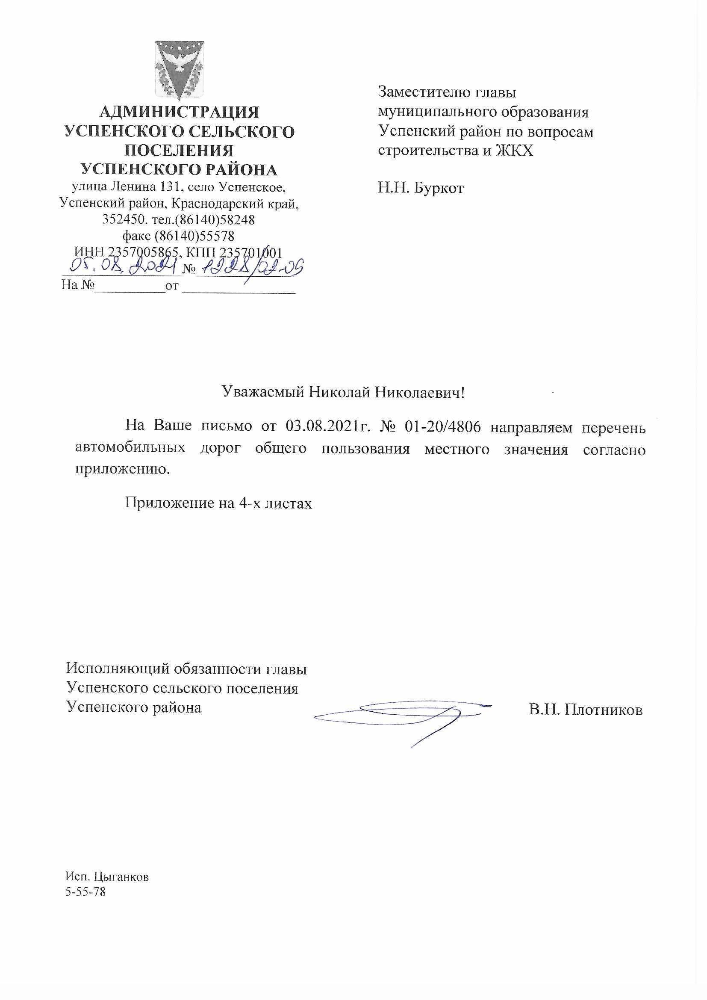 АДМИНИСТРАЦИЯ
УСПЕНСКОГО СЕЛЬСКОГО
ПОСЕЛЕНИЯ
УСПЕНСКОГО РАЙОНА
улица Ленина 131, село Успенское,
Успенский район, Краснодарский край,
352450. тел.(86140)58248
факс (86140)55578
ИНН 2357005865, КПП 235701001
05.08.2021 № 1228/02-09
На №__________от ________________
Заместителю главы
муниципального образования
Успенский район по вопросам
строительства и ЖКХ
Н.Н. Буркот
Уважаемый Николай Николаевич!
На Ваше письмо от 03.08.2021г. № 01-20/4806 направляем перечень
автомобильных дорог общего пользования местного значения согласно
приложению.
Приложение на 4-х листах
Исполняющий обязанности главы
Успенского сельского поселения
Успенского района
В.Н. Плотников
Исп. Цыганков
5-55-78